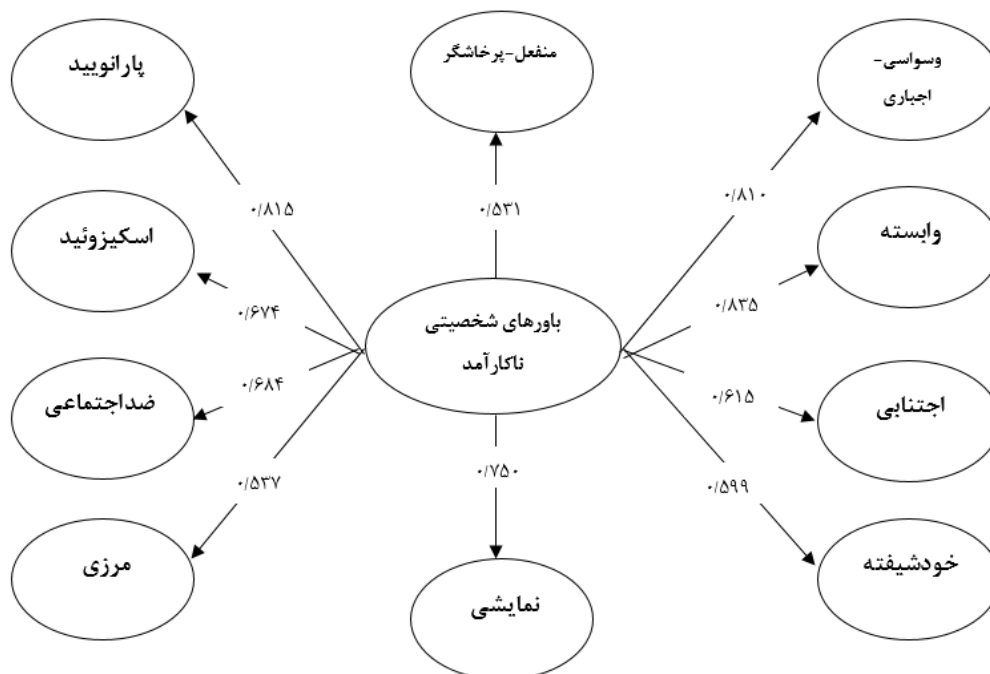 وسواسی-
اجباری
منفعل-پرخاشگر
پارانویید
۰/۸۱۰
۰/۵۳۱
۰/۸۱۵
وابسته
اسکیزوئید
۰/۸۳۵
۰/۶۷۴
باورهای شخصیتی
ناکارآمد
۰/۶۱۵
۰/۶۸۴
اجتنابی
ضداجتماعی
۰/۵۹۹
۰/۷۵۰
۰/۵۳۷
خودشیفته
نمایشی
مرزی